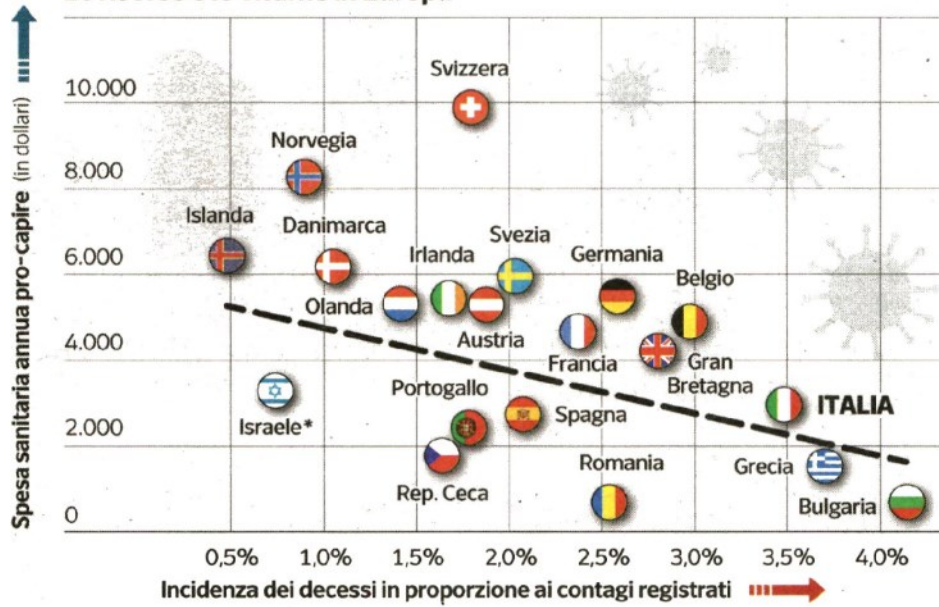 in Europa
Spesa sanitaria annua pro-capire (in dollari)
10.000
8.000
6.000
4.000
2.000
0
Svizzera
Norvegia
Islanda
Danimarca
Irlanda
Svezia
Germania
Belgio
Olanda
Austria
Francia
Gran
Bretagna
Portogallo
ITALIA
Israele*
Spagna
Rep. Ceca
Romania
Grecia
Bulgaria
0,5% 1,0% 1,5% 2,0% 2,5% 3,0% 3,5% 4,0%
Incidenza dei decessi in proporzione ai contagi registrati